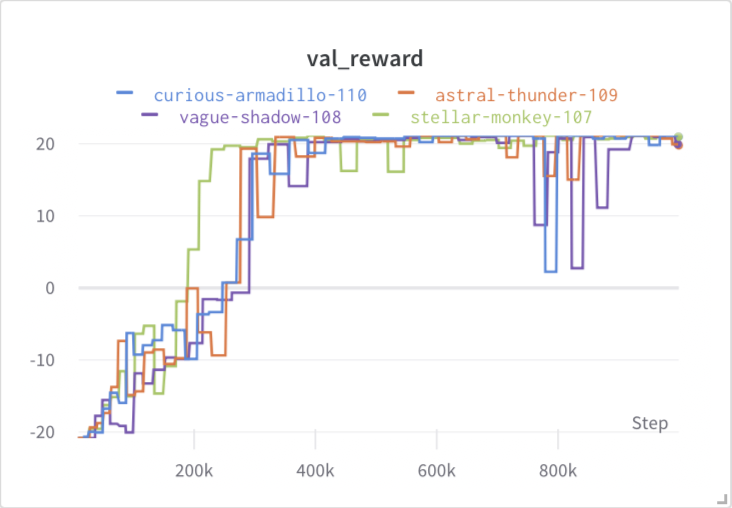 val_reward
curious-armadillo-110 astral-thunder-109
vague-shadow-108 stellar-monkey-107
20
10
0
-10
-20
Step
200k 400k 600k 800k